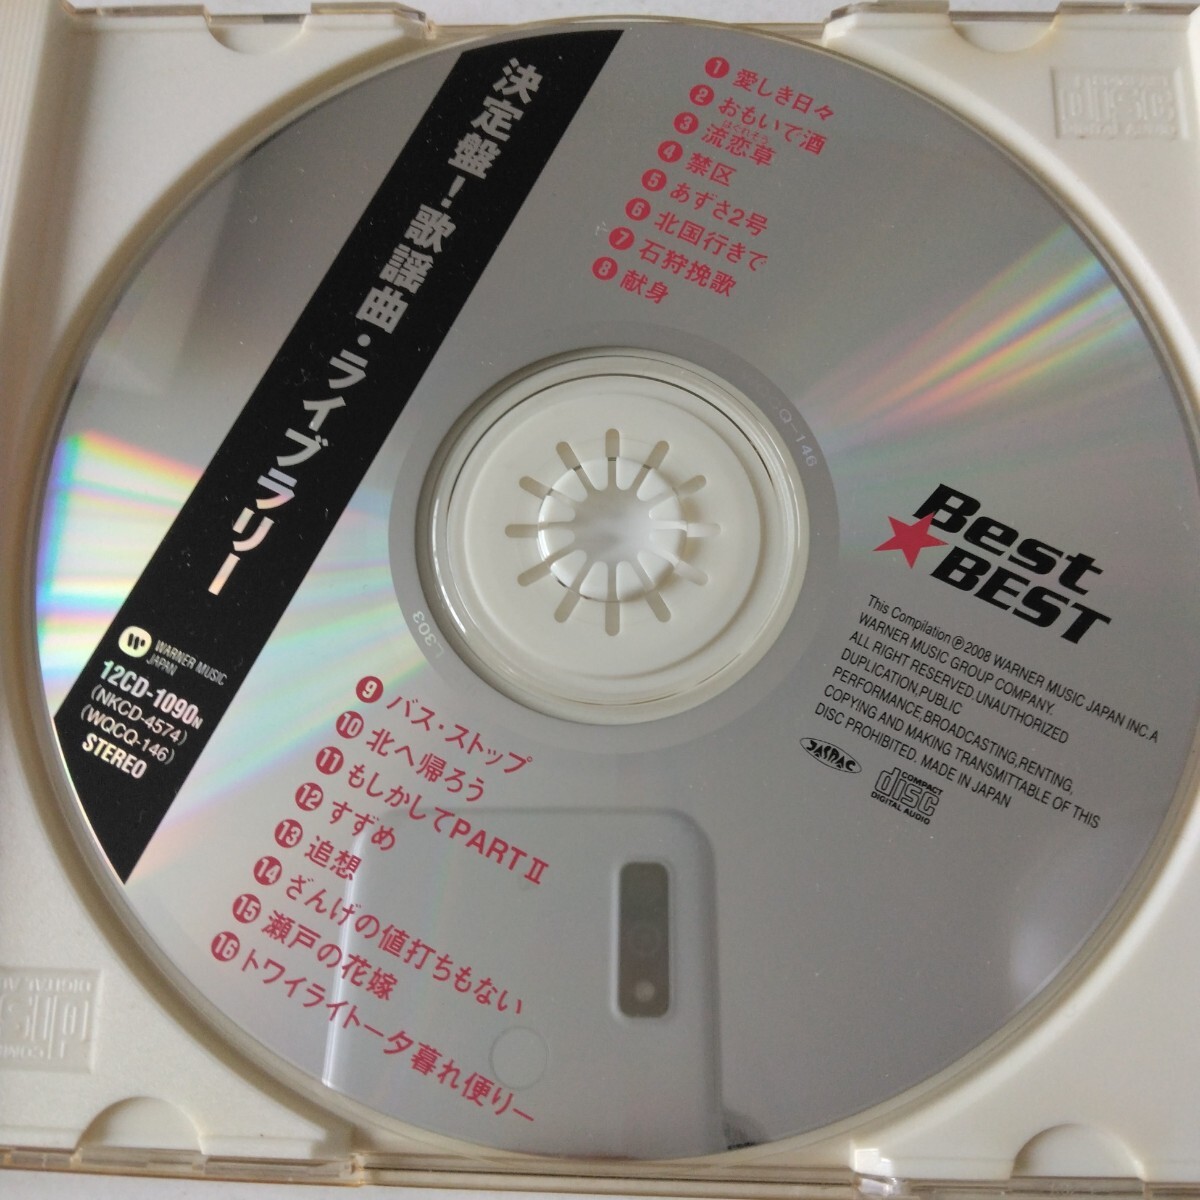 決定盤！歌謡曲・ライブラリー
1 愛しき日々
2 おもいで酒
はぐれそう
3 流恋草
4 禁区
5 あずさ2号
6 北国行きで
7 石狩挽歌
8 献身
Q-146
L303
Best
★BEST
This Compilation ℗2008 WARNER MUSIC JAPAN INC.A
WARNER MUSIC GROUP COMPANY.
ALL RIGHT RESERVED.UNAUTHORIZED
DUPLICATION,PUBLIC
PERFORMANCE,BROADCASTING,RENTING,
COPYING AND MAKING TRANSMITTABLE OF THIS
DISC PROHIBITED. MADE IN JAPAN
JASRAC
COMPACT
disc
DIGITAL AUDIO
WARNER MUSIC
JAPAN
12CD-1090N
(NKCD-4574)
(WQCQ-146)
STEREO
9 バス・ストップ
10 北へ帰ろう
11 もしかしてPARTⅡ
12 すずめ
13 追想
14 ざんげの値打ちもない
15 瀬戸の花嫁
16 トワイライトー夕暮れ便りー
disc
DIGITAL AUDIO